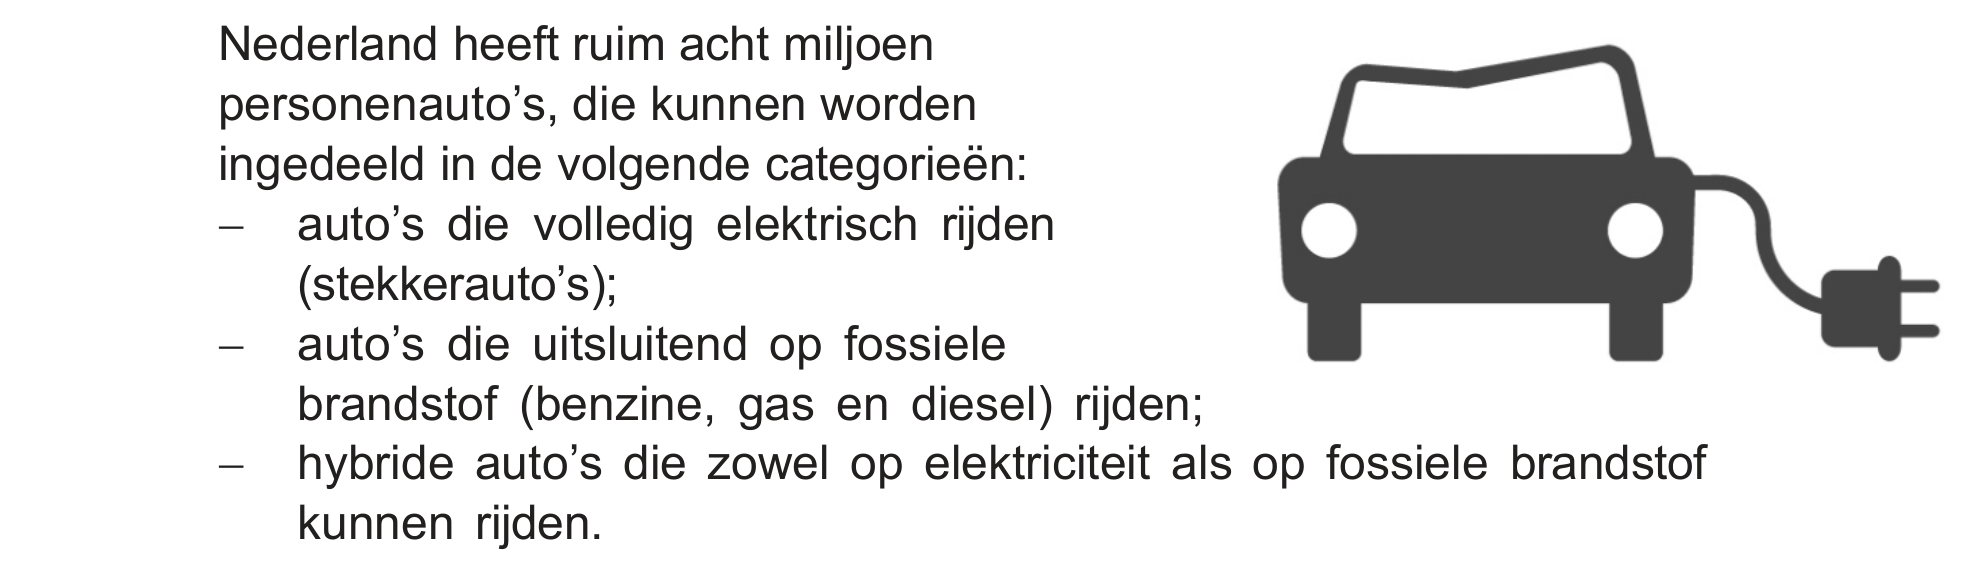 Nederland heeft ruim acht miljoen
personenauto’s, die kunnen worden
ingedeeld in de volgende categorieën:
– auto’s die volledig elektrisch rijden
(stekkerauto’s);
– auto’s die uitsluitend op fossiele
brandstof (benzine, gas en diesel) rijden;
– hybride auto’s die zowel op elektriciteit als op fossiele brandstof
kunnen rijden.